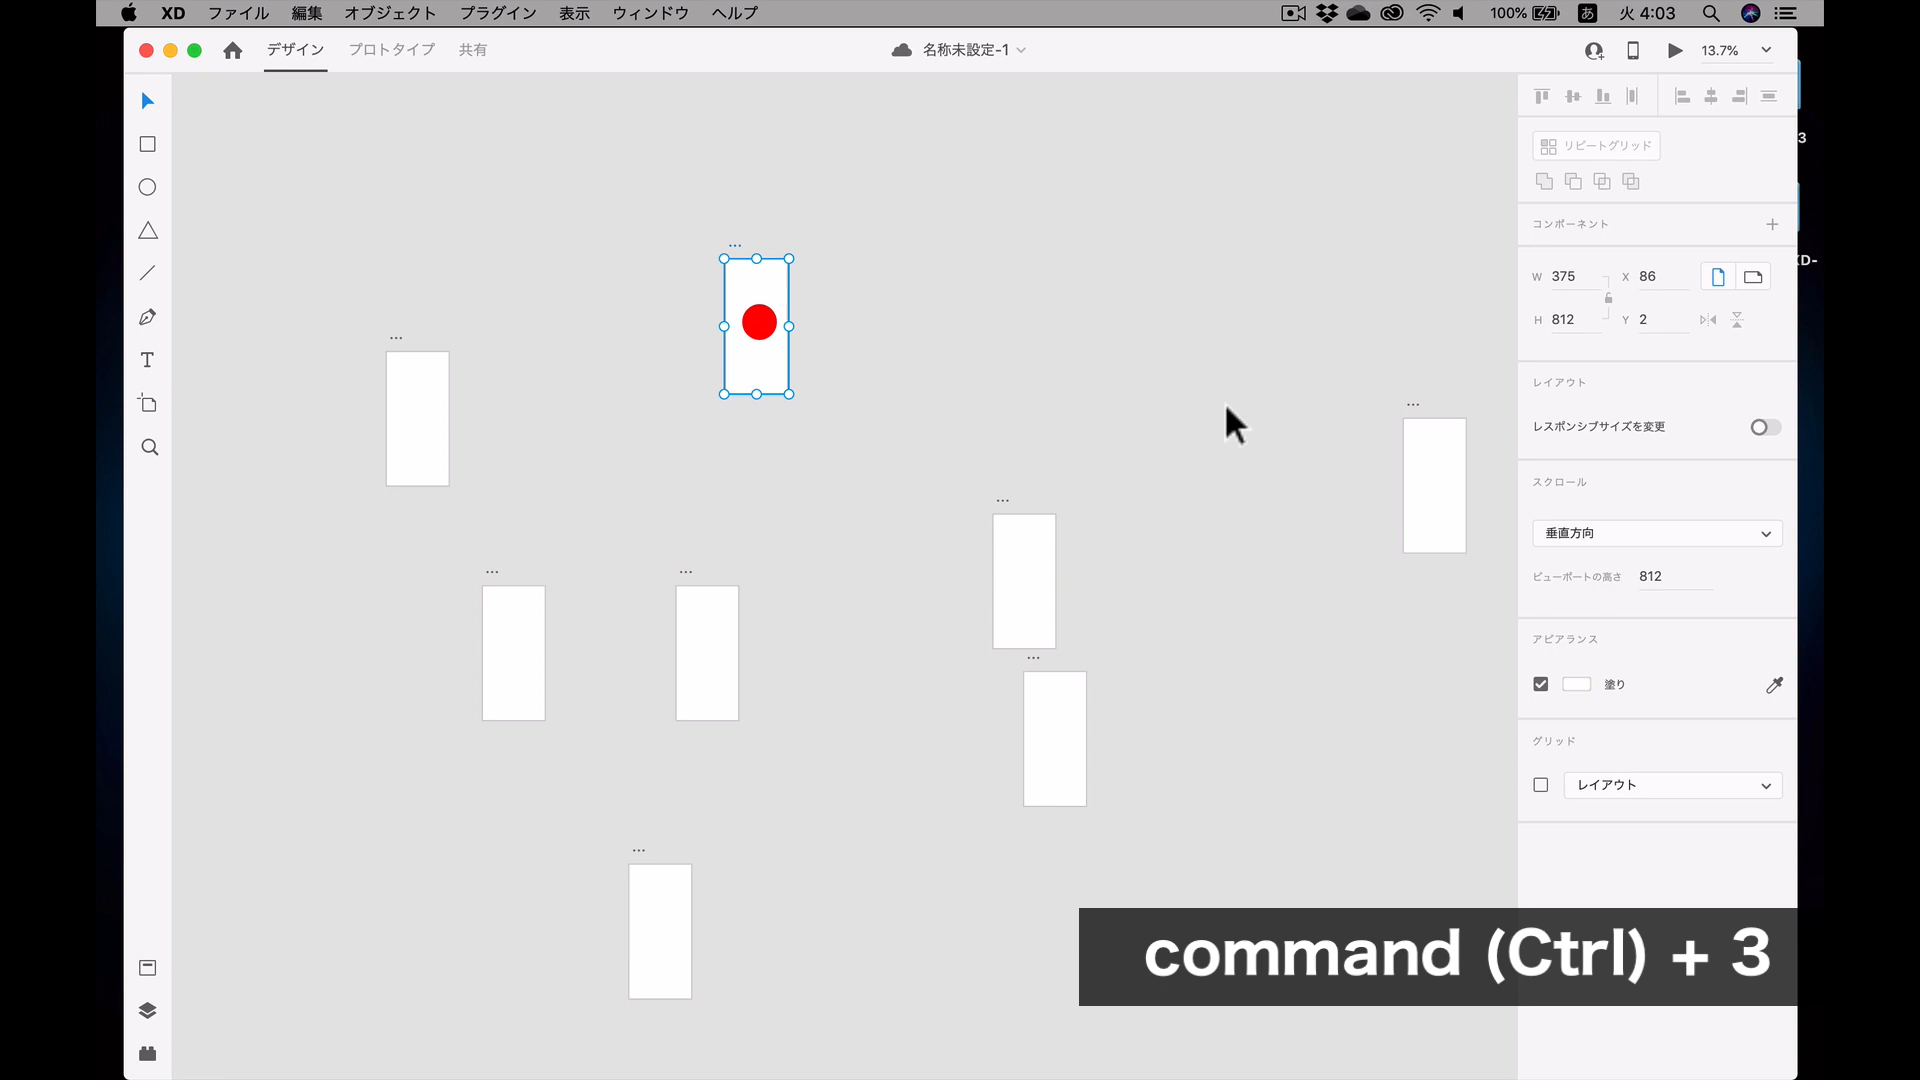 XD ファイル 編集 オブジェクト プラグイン 表示 ウィンドウ ヘルプ 100% あ 火 4:03
デザイン プロトタイプ 共有 名称未設定-1 13.7%
3
リピートグリッド
コンポーネント
XD-
W 375 X 86
H 812 Y 2
レイアウト
レスポンシブサイズを変更
スクロール
垂直方向
ビューポートの高さ 812
アピアランス
塗り
グリッド
レイアウト
command (Ctrl) + 3
...
...
...
...
...
...
...
...
T